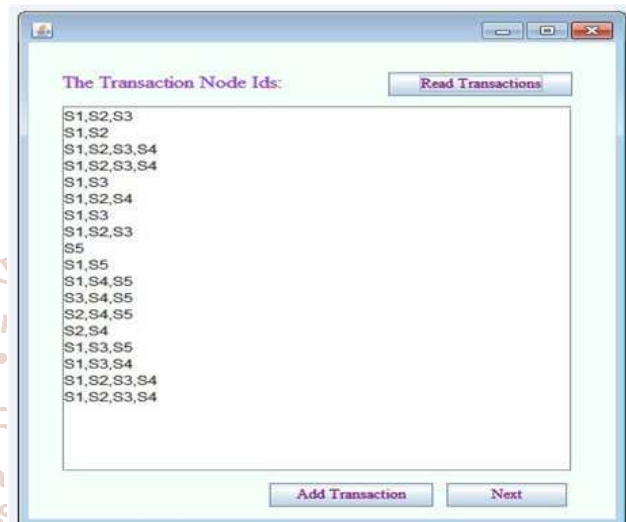 The Transaction Node Ids:
Read Transactions
S1,S2,S3
S1,S2
S1,S2,S3,S4
S1,S2,S3,S4
S1,S3
S1,S2,S4
S1,S3
S1,S2,S3
S5
S1,S5
S1,S4,S5
S3,S4,S5
S2,S4,S5
S2,S4
S1,S3,S5
S1,S3,S4
S1,S2,S3,S4
S1,S2,S3,S4
Add Transaction
Next